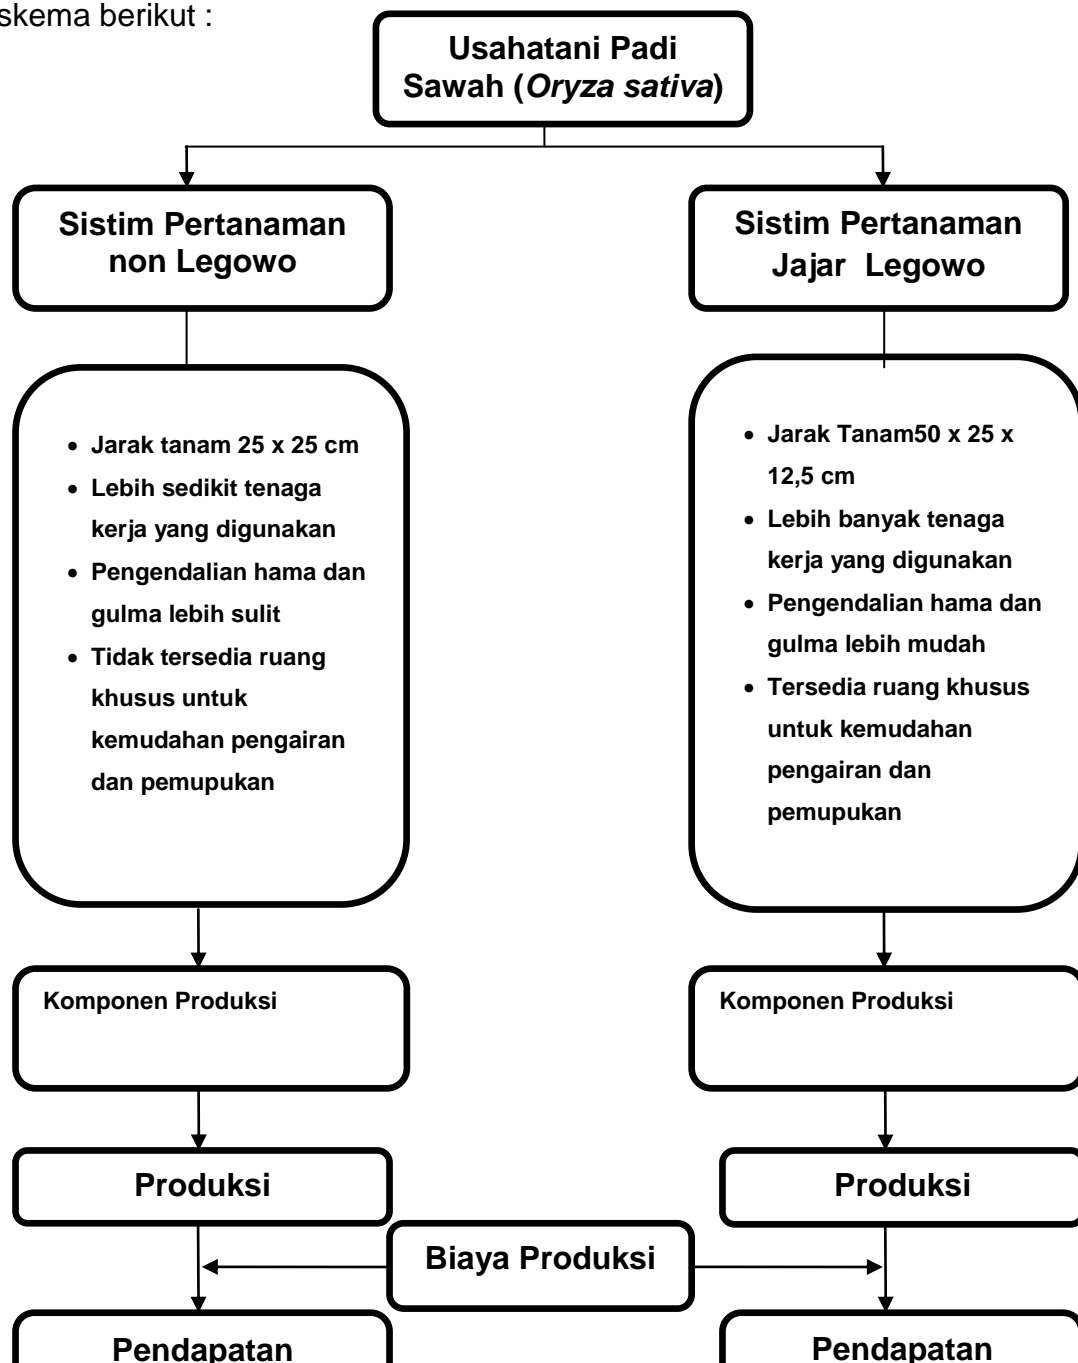 skema berikut :
Usahatani Padi
Sawah (Oryza sativa)
Sistim Pertanaman
non Legowo
Sistim Pertanaman
Jajar Legowo
• Jarak tanam 25 x 25 cm
• Lebih sedikit tenaga
kerja yang digunakan
• Pengendalian hama dan
gulma lebih sulit
• Tidak tersedia ruang
khusus untuk
kemudahan pengairan
dan pemupukan
• Jarak Tanam50 x 25 x
12,5 cm
• Lebih banyak tenaga
kerja yang digunakan
• Pengendalian hama dan
gulma lebih mudah
• Tersedia ruang khusus
untuk kemudahan
pengairan dan
pemupukan
Komponen Produksi
Komponen Produksi
Produksi
Produksi
Biaya Produksi
Pendapatan
Pendapatan